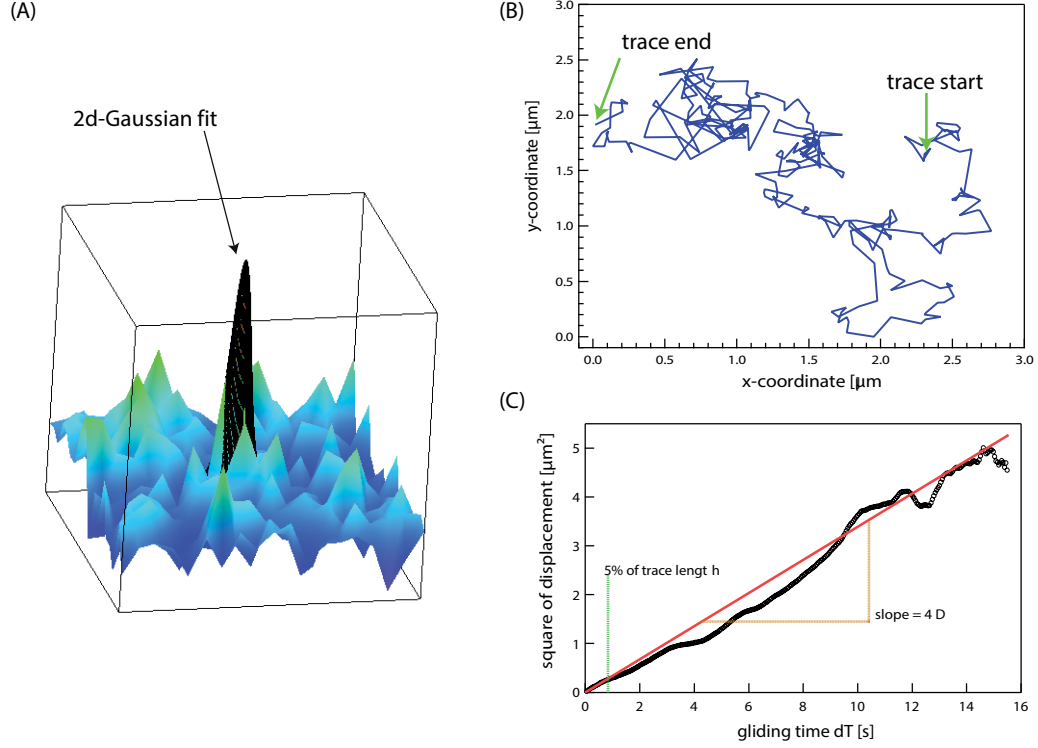 (A)
2d-Gaussian fit
(B)
3.0
2.5
2.0
1.5
1.0
0.5
0.0
y-coordinate [µm]
trace end
trace start
0.0 0.5 1.0 1.5 2.0 2.5 3.0
x-coordinate [µm
(C)
5
4
3
2
1
0
square of displacement [µm²]
5% of trace lengt h
slope = 4 D
0 2 4 6 8 10 12 14 16
gliding time dT [s]